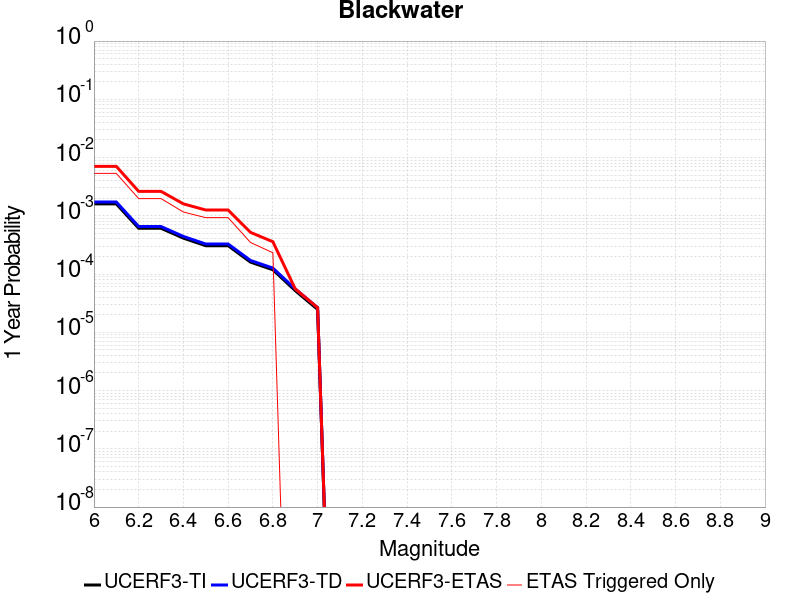 Blackwater
10 0
10 -1
10 -2
10 -3
10 -4
10 -5
10 -6
10 -7
10 -8
1 Year Probability
6 6.2 6.4 6.6 6.8 7 7.2 7.4 7.6 7.8 8 8.2 8.4 8.6 8.8 9
Magnitude
UCERF3-TI UCERF3-TD UCERF3-ETAS ETAS Triggered Only